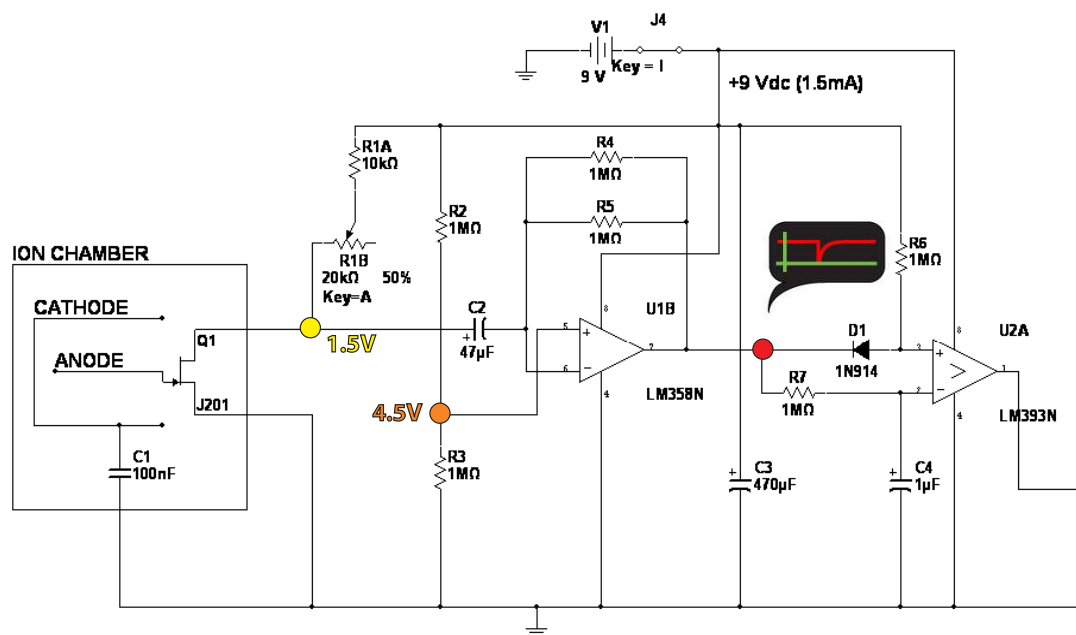 J4
V1
Key = I
9 V
+9 Vdc (1.5mA)
R1A
10kΩ
R4
1MΩ
R2
1MΩ
R5
1MΩ
R6
1MΩ
ION CHAMBER
R1B
20kΩ 50%
Key=A
CATHODE
C2
+
47µF
8
U1B
Q1
1.5V
5
+
7
ANODE
6
−
D1
1N914
8
U2A
3
+
1
J201
4
LM358N
R7
1MΩ
2
−
>
4.5V
4
LM393N
C1
100nF
R3
1MΩ
+
C3
470µF
+
C4
1µF